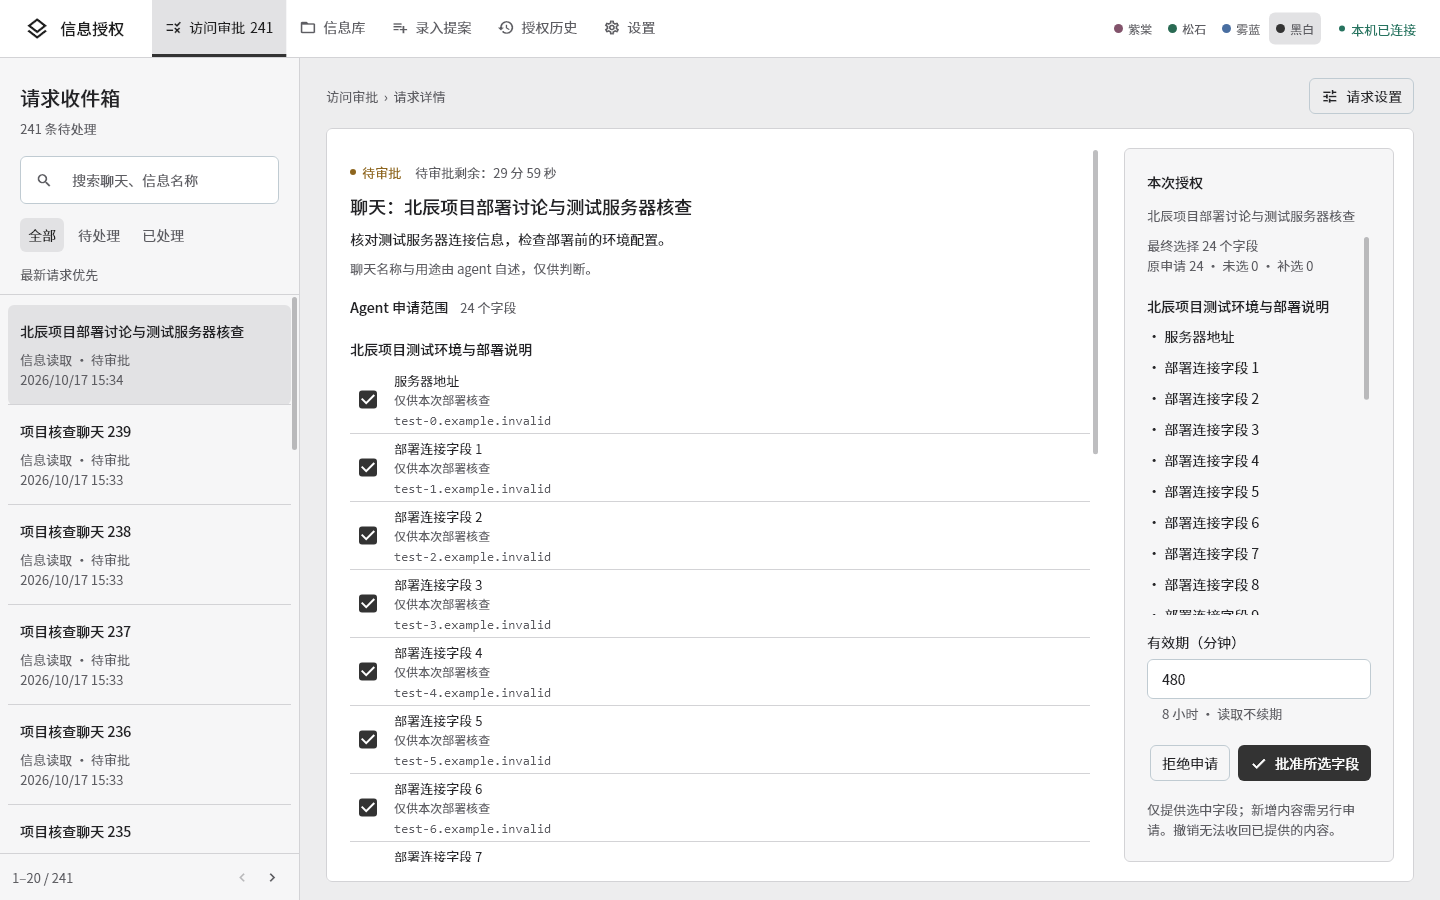 信息授权
访问审批 241
信息库
录入提案
授权历史
设置
紫棠
松石
雾蓝
黑白
本机已连接
请求收件箱
241 条待处理
搜索聊天、信息名称
全部
待处理
已处理
最新请求优先
北辰项目部署讨论与测试服务器核查
信息读取 · 待审批
2026/10/17 15:34
项目核查聊天 239
信息读取 · 待审批
2026/10/17 15:33
项目核查聊天 238
信息读取 · 待审批
2026/10/17 15:33
项目核查聊天 237
信息读取 · 待审批
2026/10/17 15:33
项目核查聊天 236
信息读取 · 待审批
2026/10/17 15:33
项目核查聊天 235
1–20 / 241
访问审批 › 请求详情
请求设置
待审批 待审批剩余：29 分 59 秒
聊天：北辰项目部署讨论与测试服务器核查
核对测试服务器连接信息，检查部署前的环境配置。
聊天名称与用途由 agent 自述，仅供判断。
Agent 申请范围 24 个字段
北辰项目测试环境与部署说明
服务器地址
仅供本次部署核查
test-0.example.invalid
部署连接字段 1
仅供本次部署核查
test-1.example.invalid
部署连接字段 2
仅供本次部署核查
test-2.example.invalid
部署连接字段 3
仅供本次部署核查
test-3.example.invalid
部署连接字段 4
仅供本次部署核查
test-4.example.invalid
部署连接字段 5
仅供本次部署核查
test-5.example.invalid
部署连接字段 6
仅供本次部署核查
test-6.example.invalid
部署连接字段 7
本次授权
北辰项目部署讨论与测试服务器核查
最终选择 24 个字段
原申请 24 · 未选 0 · 补选 0
北辰项目测试环境与部署说明
· 服务器地址
· 部署连接字段 1
· 部署连接字段 2
· 部署连接字段 3
· 部署连接字段 4
· 部署连接字段 5
· 部署连接字段 6
· 部署连接字段 7
· 部署连接字段 8
· 部署连接字段 9
有效期（分钟）
480
8 小时 · 读取不续期
拒绝申请
批准所选字段
仅提供选中字段；新增内容需另行申
请。撤销无法收回已提供的内容。